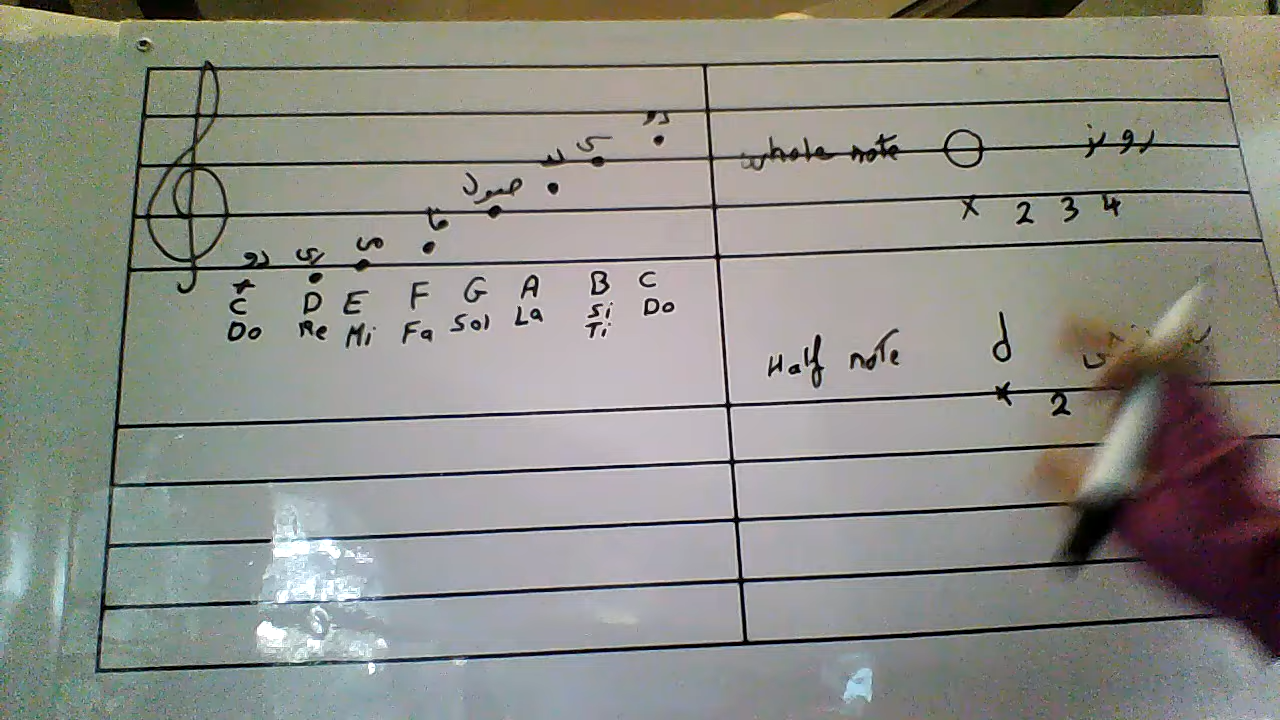 دو ر می فا صول لا سی دو
C D E F G A B C
Do Re Mi Fa Sol La Si Do
Ti
whole note گرد
x 2 3 4
Half note
x 2